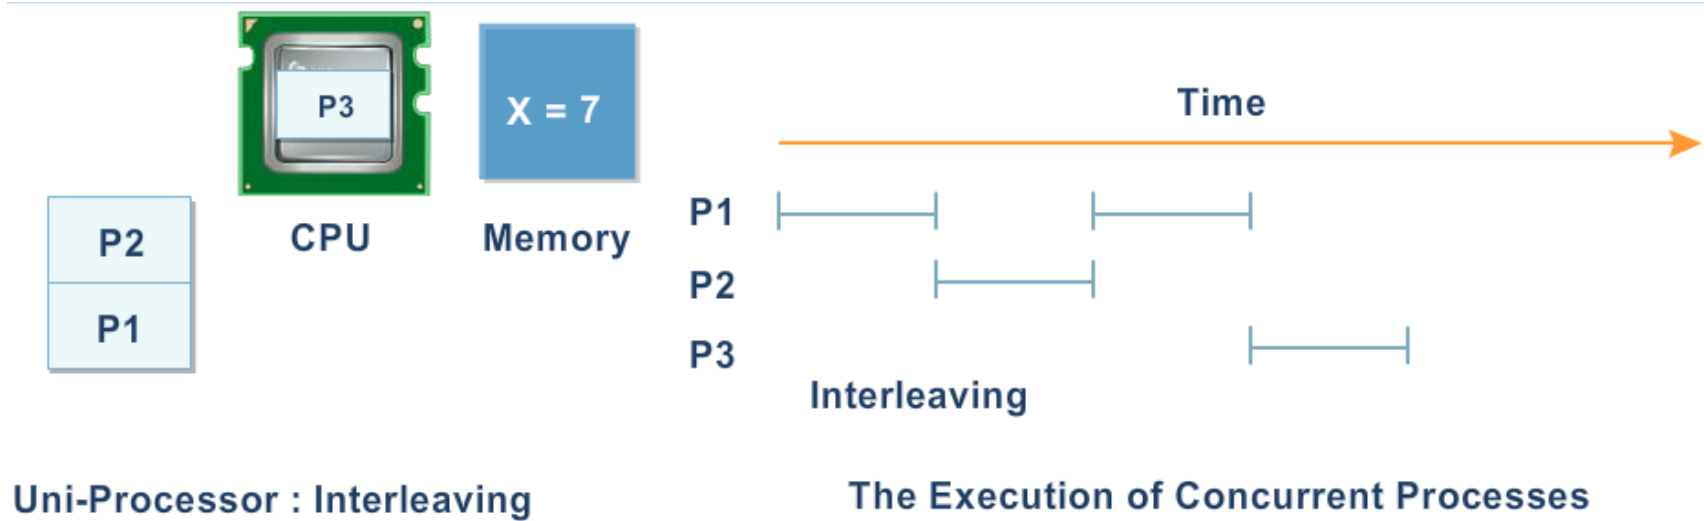 P3
X = 7
Time
P2
P1
CPU
Memory
P1
P2
P3
Interleaving
Uni-Processor : Interleaving
The Execution of Concurrent Processes